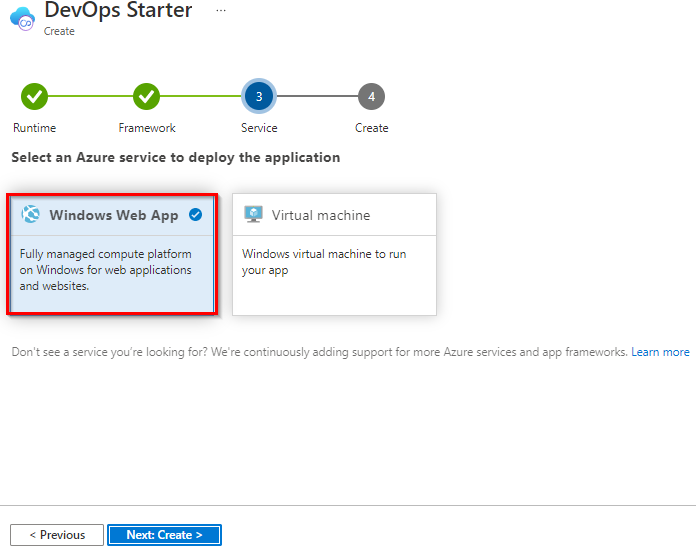 DevOps Starter ...
Create
3
4
Runtime
Framework
Service
Create
Select an Azure service to deploy the application
Windows Web App
Fully managed compute platform
on Windows for web applications
and websites.
Virtual machine
Windows virtual machine to run
your app
Don't see a service you're looking for? We're continuously adding support for more Azure services and app frameworks. Learn more
< Previous
Next: Create >